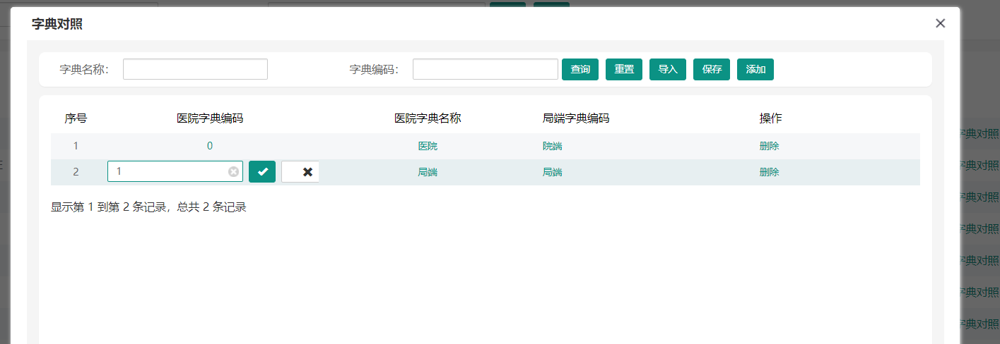 字典对照
字典名称： 字典编码： 查询 重置 导入 保存 添加
序号 医院字典编码 医院字典名称 局端字典编码 操作
1 0 医院 院端 删除
2 1 局端 局端 删除
显示第 1 到第 2 条记录，总共 2 条记录
字典对照
字典对照
字典对照
字典对照
字典对照
字典对照
字典对照